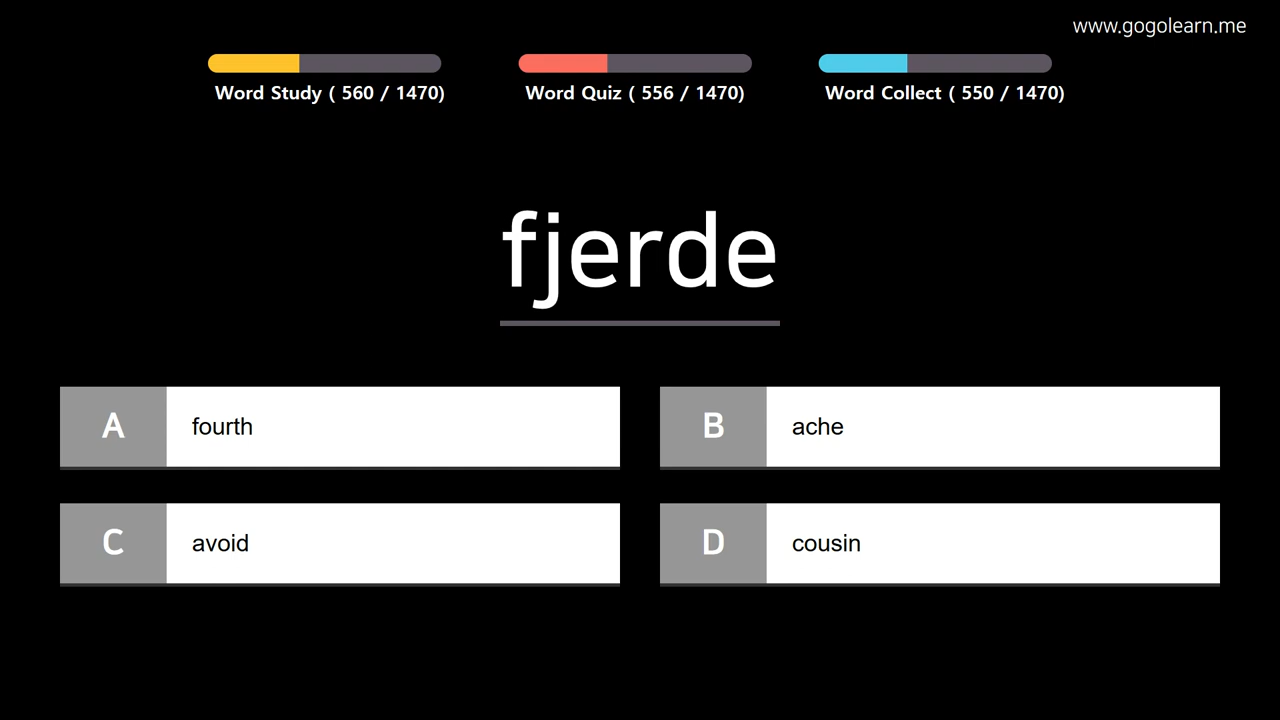 www.gogolearn.me
Word Study ( 560 / 1470)
Word Quiz ( 556 / 1470)
Word Collect ( 550 / 1470)
fjerde
A fourth
B ache
C avoid
D cousin